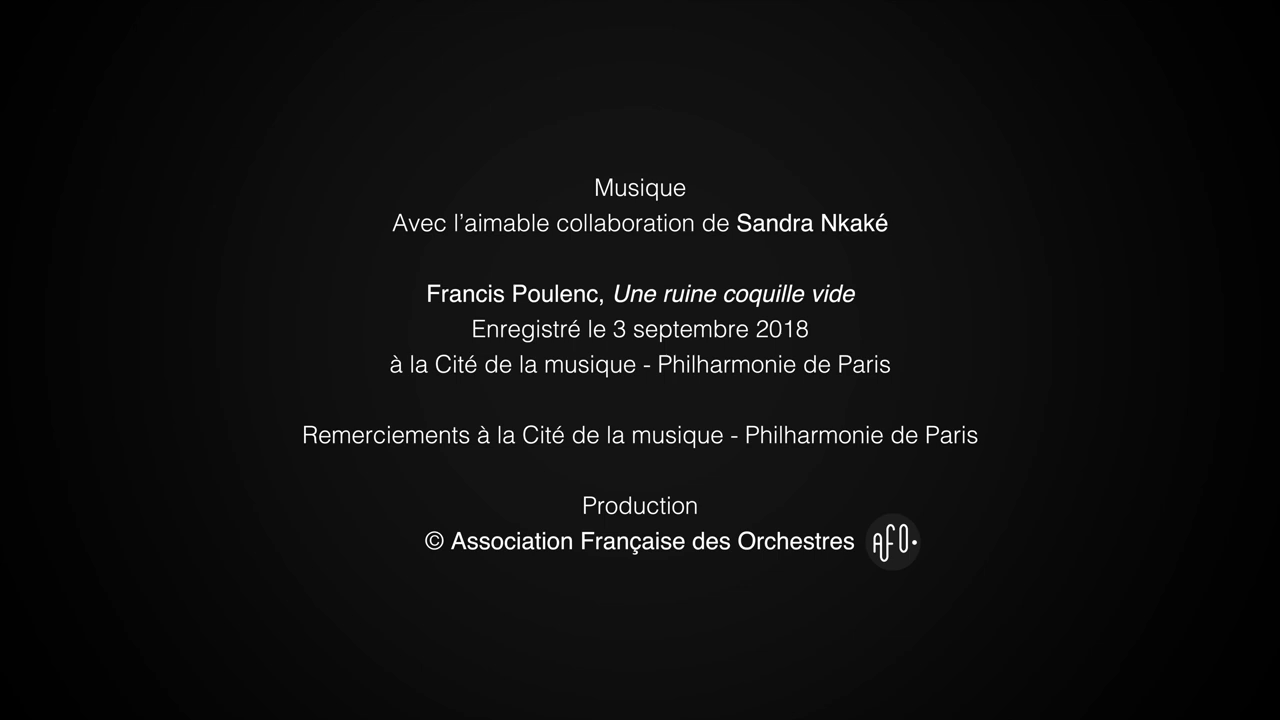 Musique
Avec l’aimable collaboration de Sandra Nkaké
Francis Poulenc, Une ruine coquille vide
Enregistré le 3 septembre 2018
à la Cité de la musique - Philharmonie de Paris
Remerciements à la Cité de la musique - Philharmonie de Paris
Production
© Association Française des Orchestres AFO.